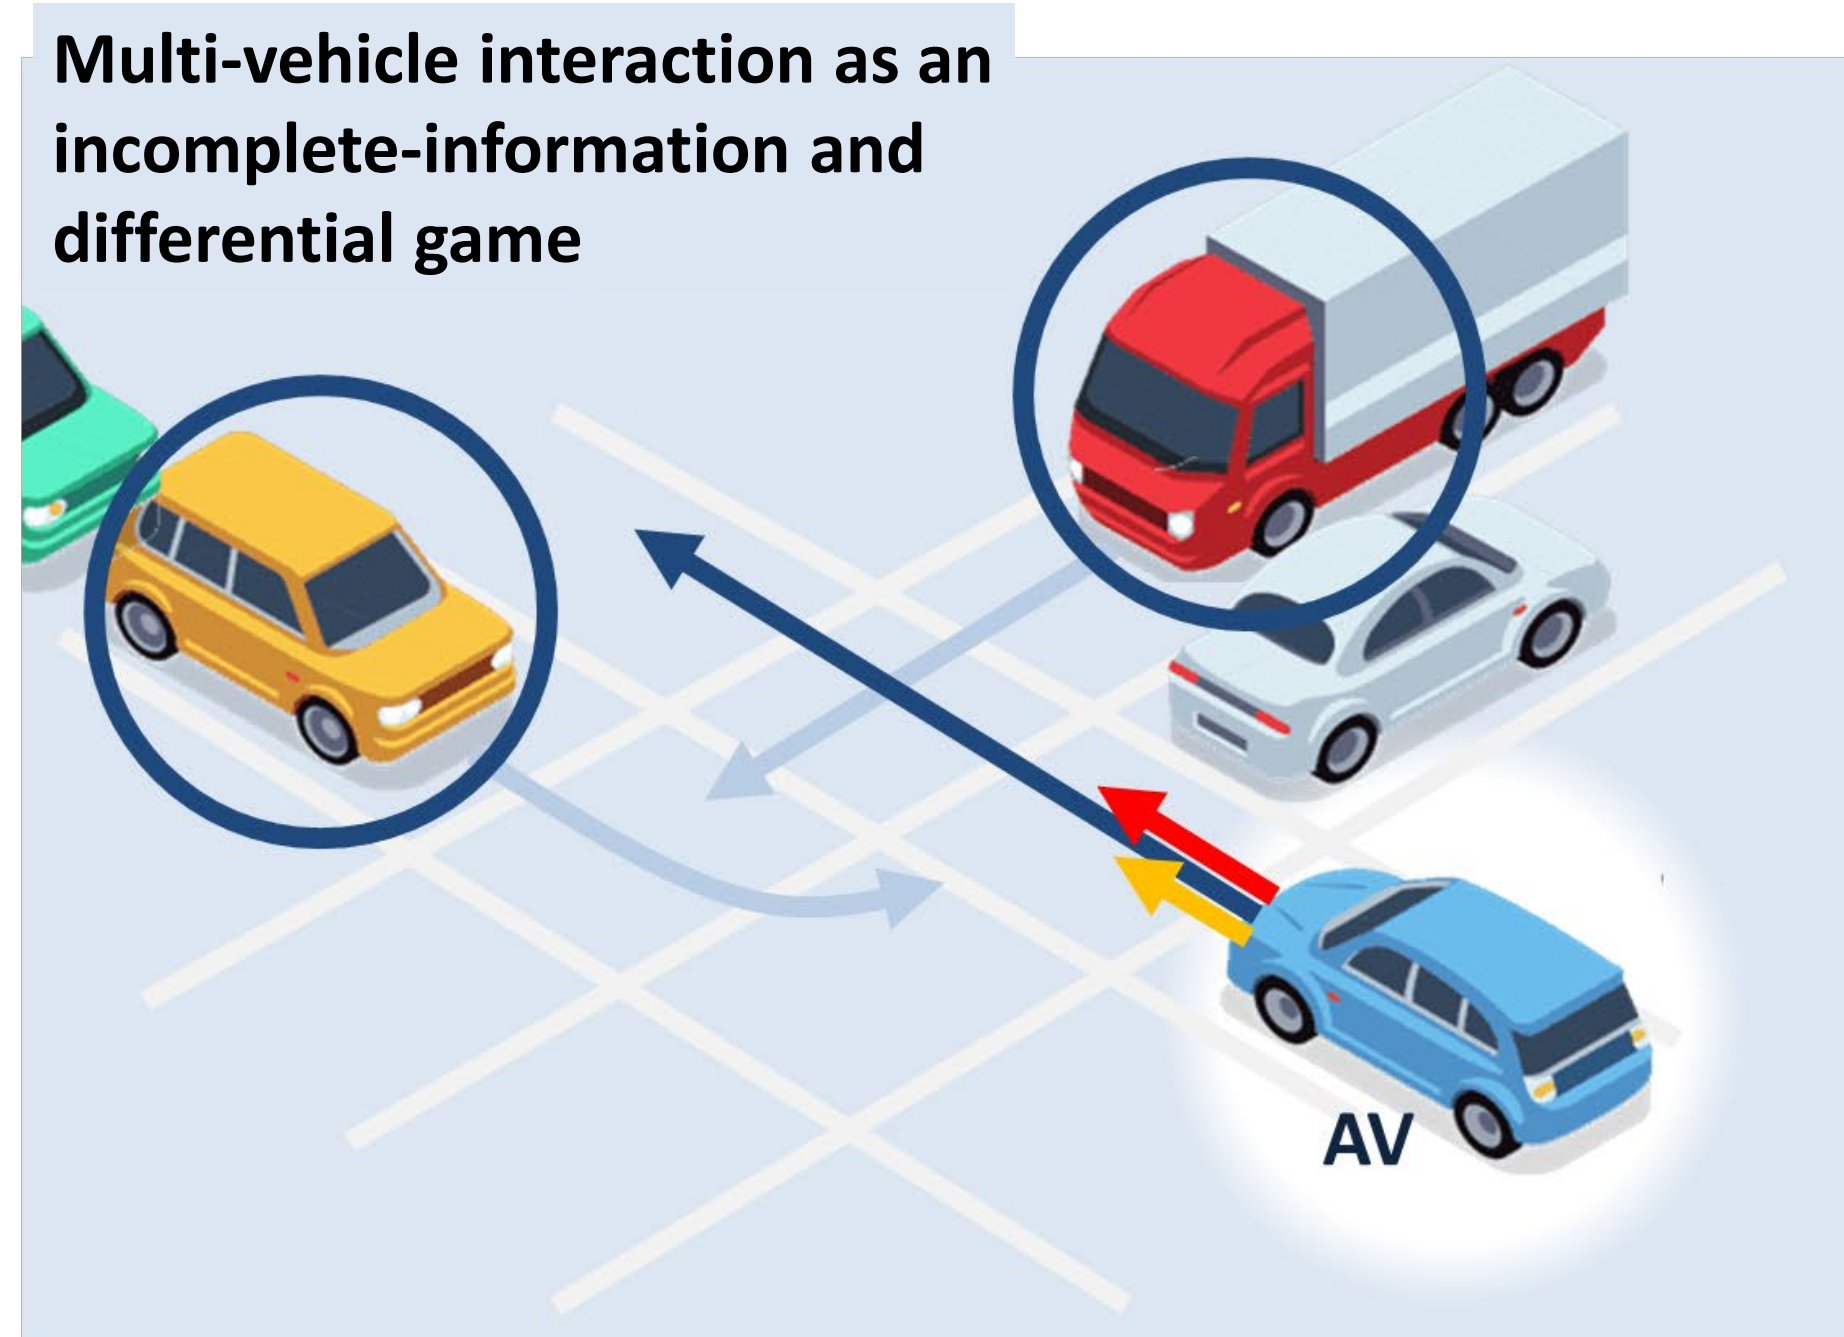 Multi-vehicle interaction as an
incomplete-information and
differential game
AV